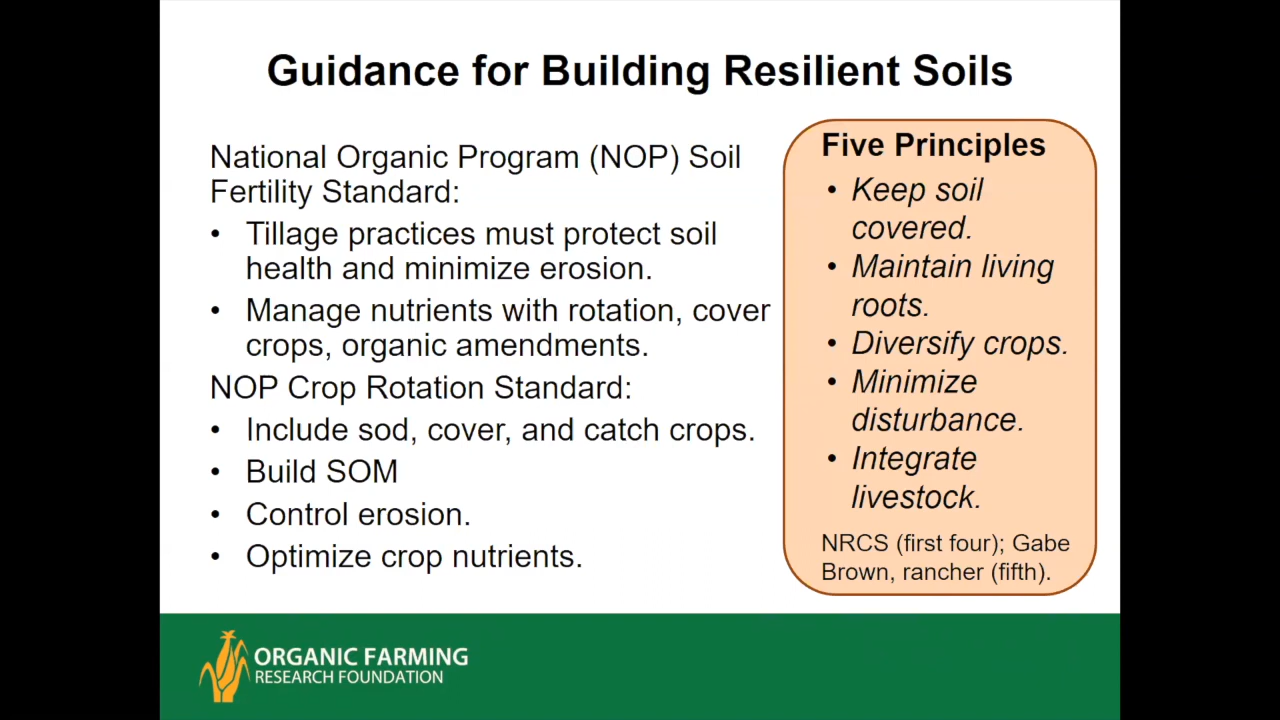 Guidance for Building Resilient Soils
National Organic Program (NOP) Soil
Fertility Standard:
• Tillage practices must protect soil
health and minimize erosion.
• Manage nutrients with rotation, cover
crops, organic amendments.
NOP Crop Rotation Standard:
• Include sod, cover, and catch crops.
• Build SOM
• Control erosion.
• Optimize crop nutrients.
Five Principles
• Keep soil
covered.
• Maintain living
roots.
• Diversify crops.
• Minimize
disturbance.
• Integrate
livestock.
NRCS (first four); Gabe
Brown, rancher (fifth).
ORGANIC FARMING
RESEARCH FOUNDATION